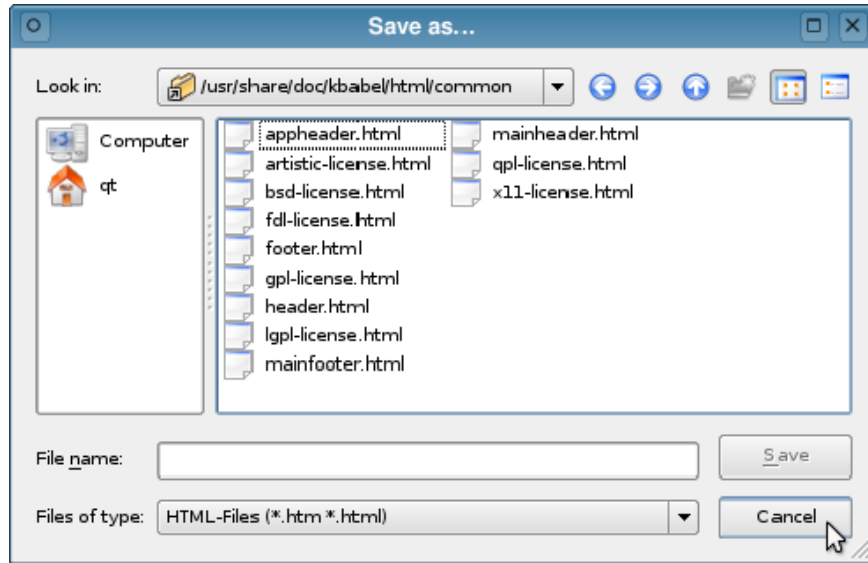 Save as...
Look in: /usr/share/doc/kbabel/html/common
Computer
qt
appheader.html
artistic-license.html
bsd-license.html
fdl-license.html
footer.html
gpl-license.html
header.html
lgpl-license.html
mainfooter.html
mainheader.html
qpl-license.html
x11-license.html
File name:
Save
Files of type: HTML-Files (*.htm *.html)
Cancel